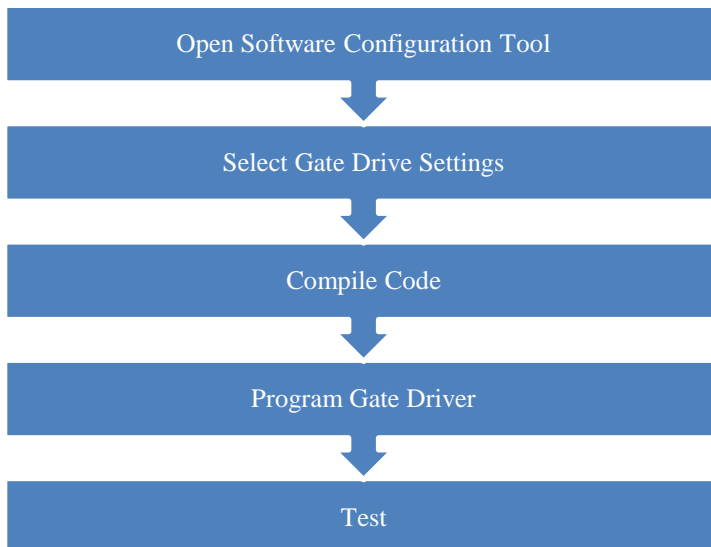 Open Software Configuration Tool
Select Gate Drive Settings
Compile Code
Program Gate Driver
Test